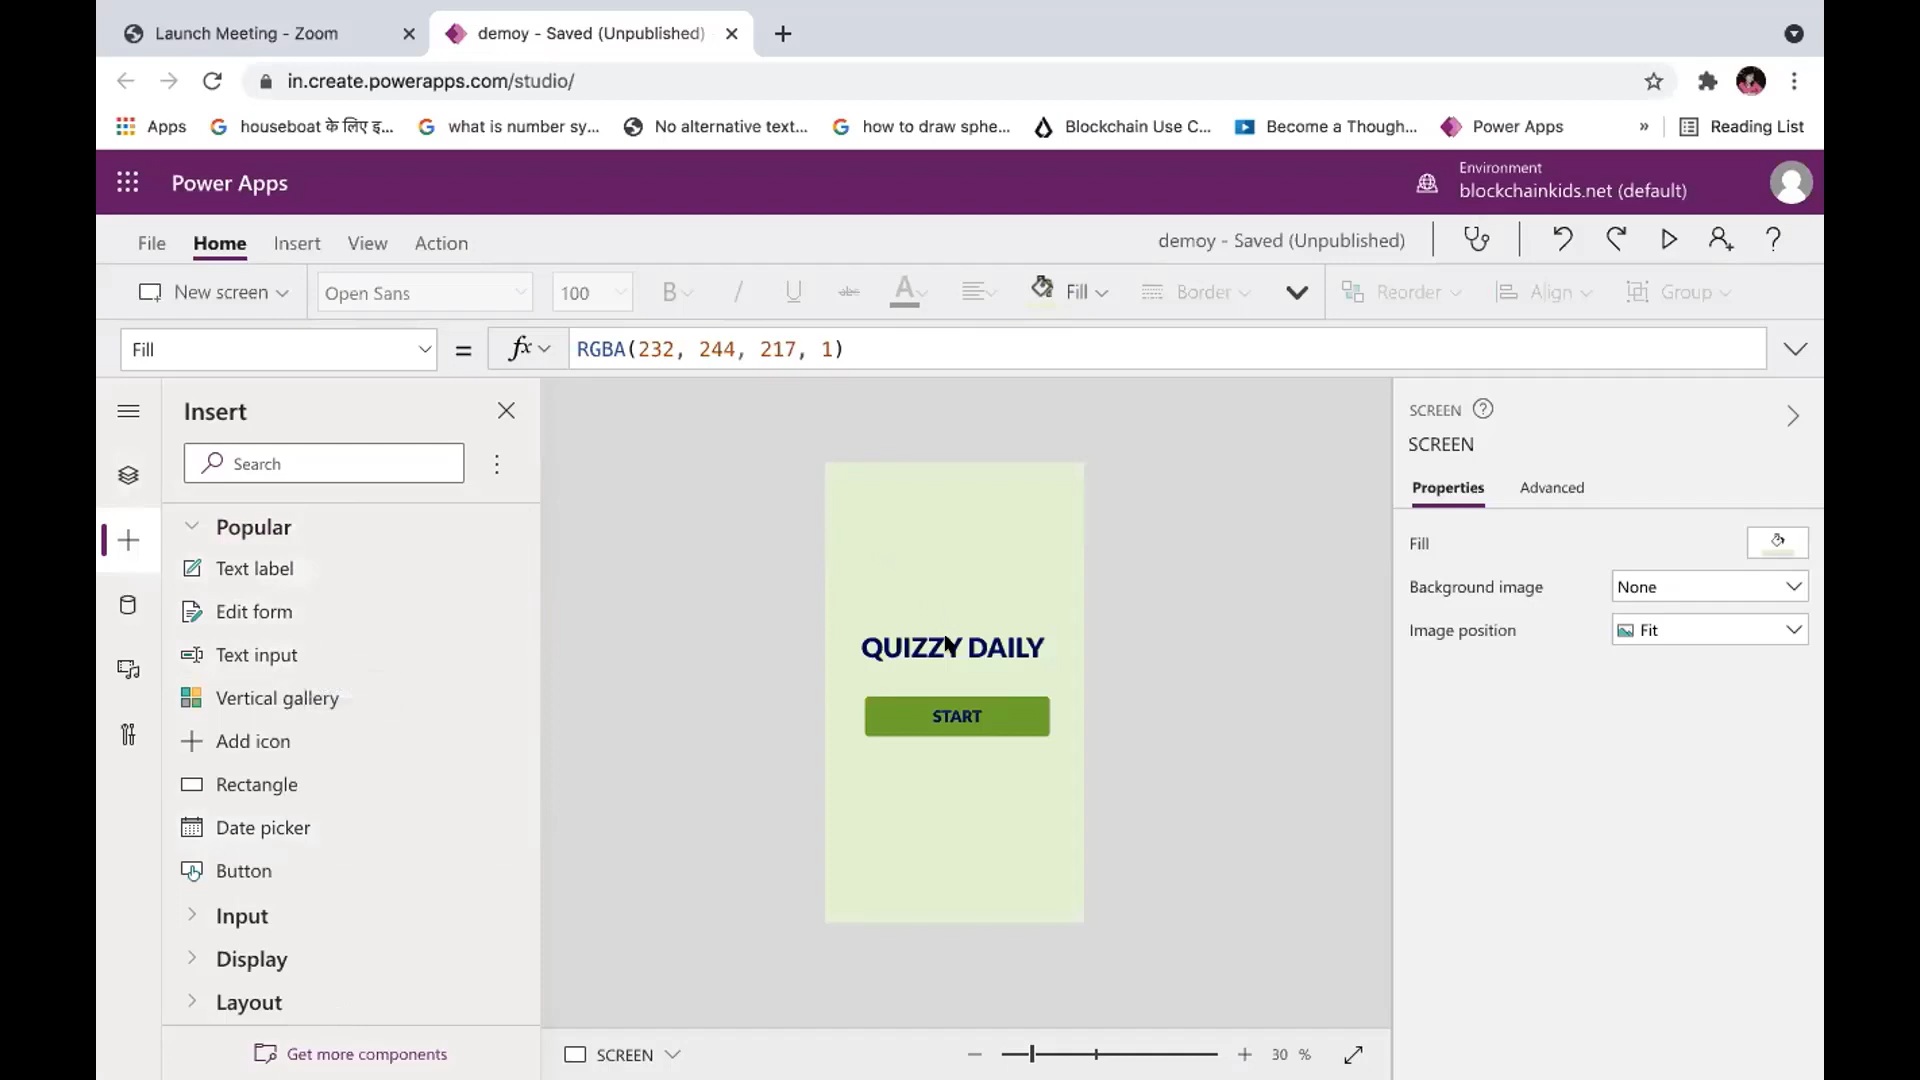 Launch Meeting - Zoom
demoy - Saved (Unpublished)
in.create.powerapps.com/studio/
Apps
houseboat के लिए इ...
what is number sy...
No alternative text...
how to draw sphe...
Blockchain Use C...
Become a Though...
Power Apps
»
Reading List
Power Apps
Environment
blockchainkids.net (default)
File
Home
Insert
View
Action
demoy - Saved (Unpublished)
New screen
Open Sans
100
B
/
U
abc
A
Fill
Border
Reorder
Align
Group
Fill
=
fx
RGBA(232, 244, 217, 1)
Insert
Search
Popular
Text label
Edit form
Text input
Vertical gallery
Add icon
Rectangle
Date picker
Button
Input
Display
Layout
Get more components
QUIZZY DAILY
START
SCREEN
30 %
SCREEN
SCREEN
Properties
Advanced
Fill
Background image
None
Image position
Fit